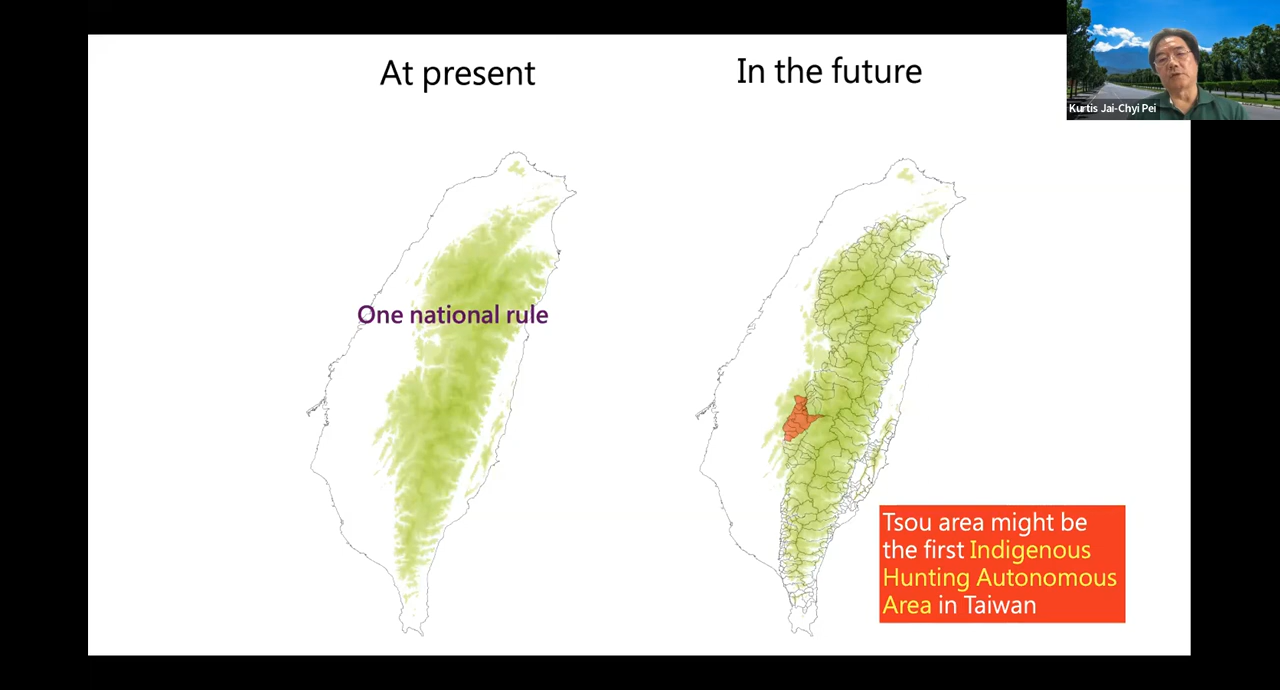 At present
In the future
Kurtis Jai-Chyi Pei
One national rule
Tsou area might be
the first Indigenous
Hunting Autonomous
Area in Taiwan